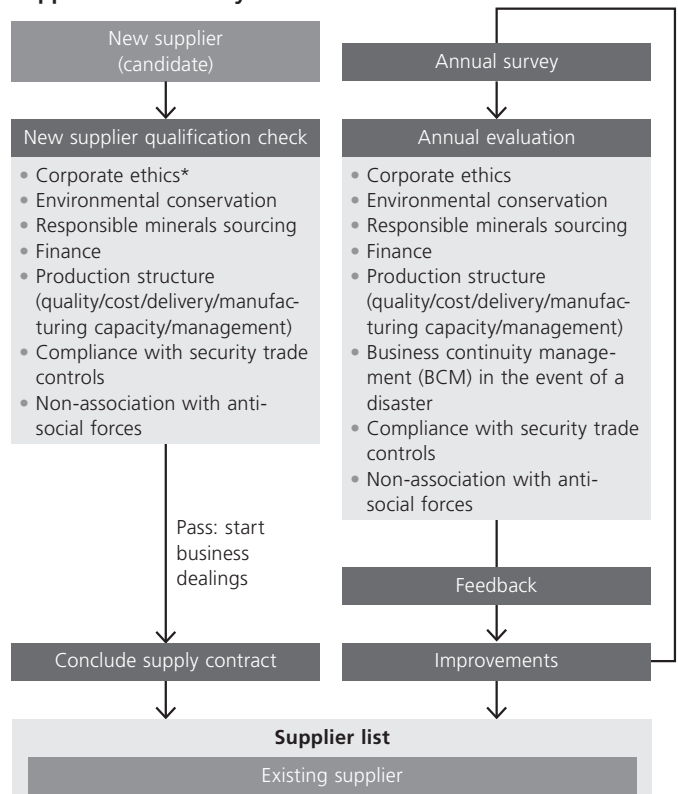 New supplier
(candidate)
New supplier qualification check
• Corporate ethics*
• Environmental conservation
• Responsible minerals sourcing
• Finance
• Production structure
(quality/cost/delivery/manufac-
turing capacity/management)
• Compliance with security trade
controls
• Non-association with anti-
social forces
Pass: start
business
dealings
Conclude supply contract
Annual survey
Annual evaluation
• Corporate ethics
• Environmental conservation
• Responsible minerals sourcing
• Finance
• Production structure
(quality/cost/delivery/manufac-
turing capacity/management)
• Business continuity manage-
ment (BCM) in the event of a
disaster
• Compliance with security trade
controls
• Non-association with anti-
social forces
Feedback
Improvements
Supplier list
Existing supplier